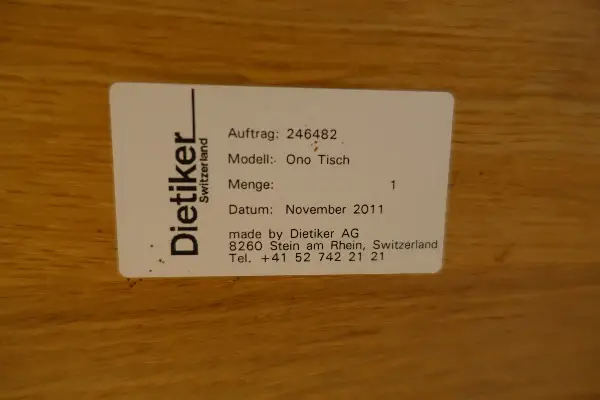 Dietiker
Switzerland
Auftrag: 246482
Modell: Ono Tisch
Menge: 1
Datum: November 2011
made by Dietiker AG
8260 Stein am Rhein, Switzerland
Tel. +41 52 742 21 21